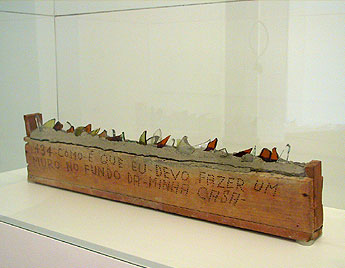 434-COMO-É QUE EU DEVO FAZER UM
MURO NO FUNDO DA-MINHA CASA-